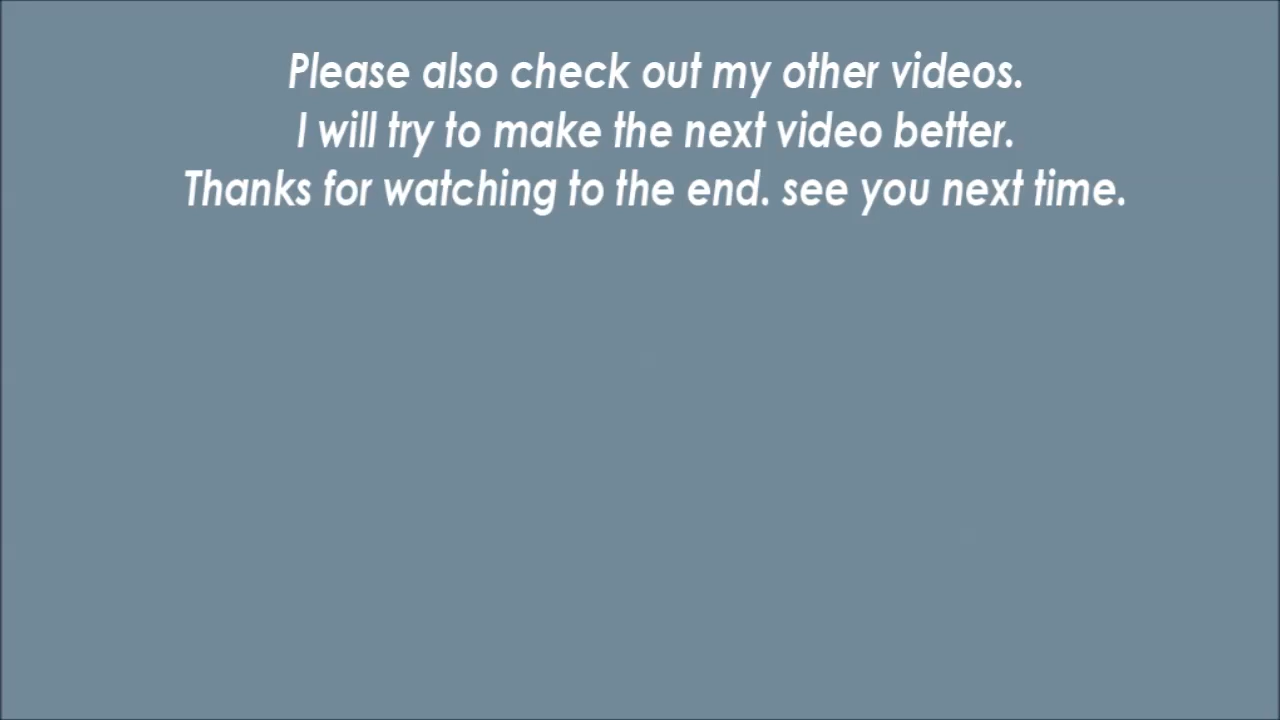 Please also check out my other videos.
I will try to make the next video better.
Thanks for watching to the end. see you next time.